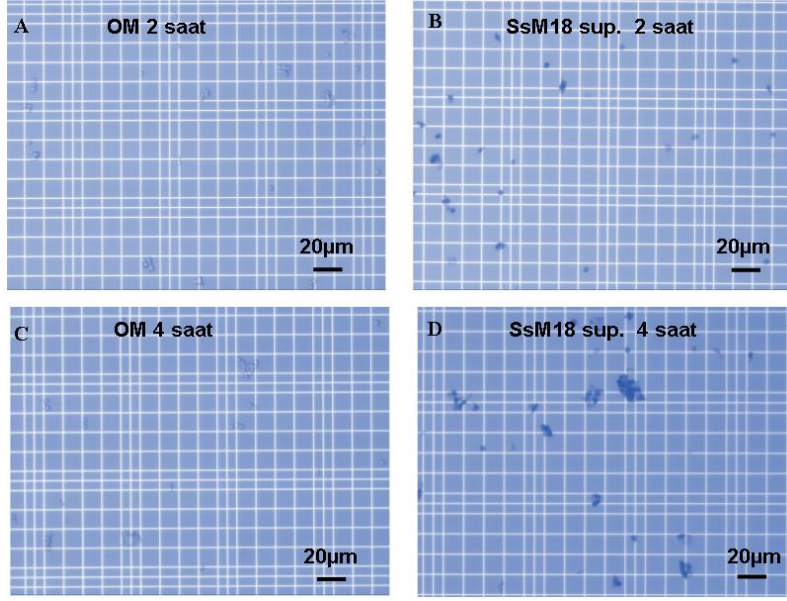 A
OM 2 saat
20µm
B
SsM18 sup. 2 saat
20µm
C
OM 4 saat
20µm
D
SsM18 sup. 4 saat
20µm